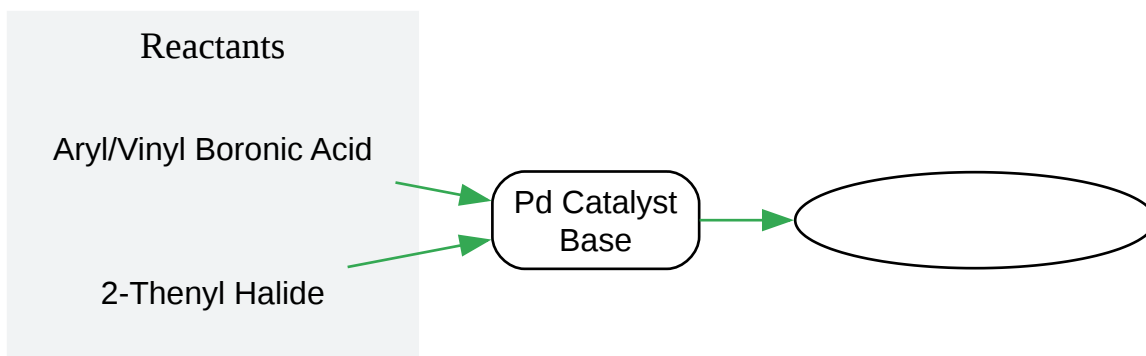 Reactants
Aryl/Vinyl Boronic Acid
Pd Catalyst
Base
2-Thenyl Halide